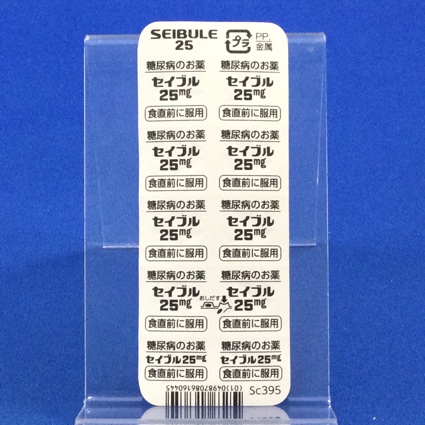 SEIBULE
25
プラ
PP,
金属
糖尿病のお薬 糖尿病のお薬
セイブル セイブル
25mg 25mg
食直前に服用 食直前に服用
糖尿病のお薬 糖尿病のお薬
セイブル セイブル
25mg 25mg
食直前に服用 食直前に服用
糖尿病のお薬 糖尿病のお薬
セイブル セイブル
25mg 25mg
食直前に服用 食直前に服用
糖尿病のお薬 糖尿病のお薬
セイブル セイブル
25mg おしだす 25mg
食直前に服用 食直前に服用
糖尿病のお薬 糖尿病のお薬
セイブル25mg セイブル25mg
食直前に服用 食直前に服用
(01)04987081604​45 Sc395